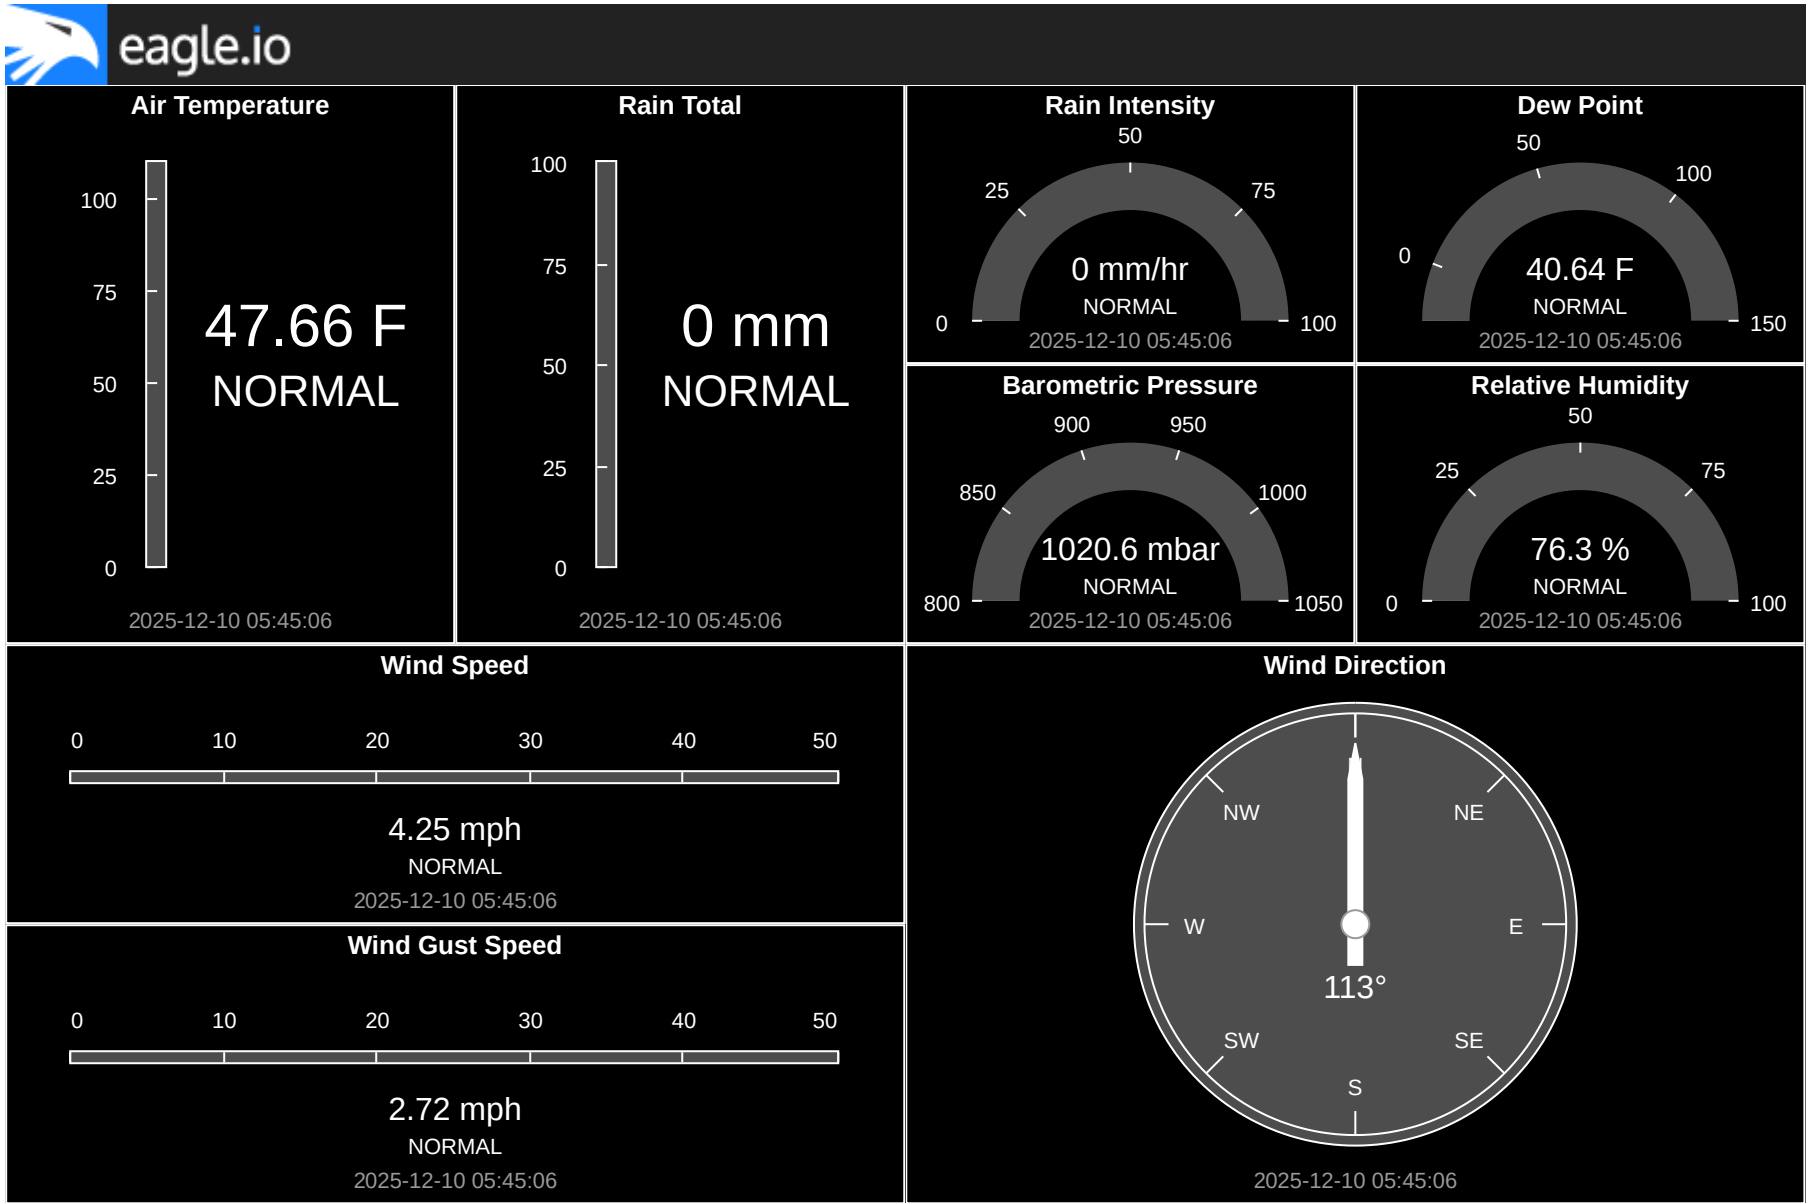 eagle.io
Air Temperature
100
75
50
25
0
47.66 F
NORMAL
2025-12-10 05:45:06
Rain Total
100
75
50
25
0
0 mm
NORMAL
2025-12-10 05:45:06
Rain Intensity
50
25
75
0
100
0 mm/hr
NORMAL
2025-12-10 05:45:06
Dew Point
50
100
0
150
40.64 F
NORMAL
2025-12-10 05:45:06
Barometric Pressure
900
950
850
1000
800
1050
1020.6 mbar
NORMAL
2025-12-10 05:45:06
Relative Humidity
50
25
75
0
100
76.3 %
NORMAL
2025-12-10 05:45:06
Wind Speed
0 10 20 30 40 50
4.25 mph
NORMAL
2025-12-10 05:45:06
Wind Gust Speed
0 10 20 30 40 50
2.72 mph
NORMAL
2025-12-10 05:45:06
Wind Direction
NW NE
W E
113°
SW SE
S
2025-12-10 05:45:06